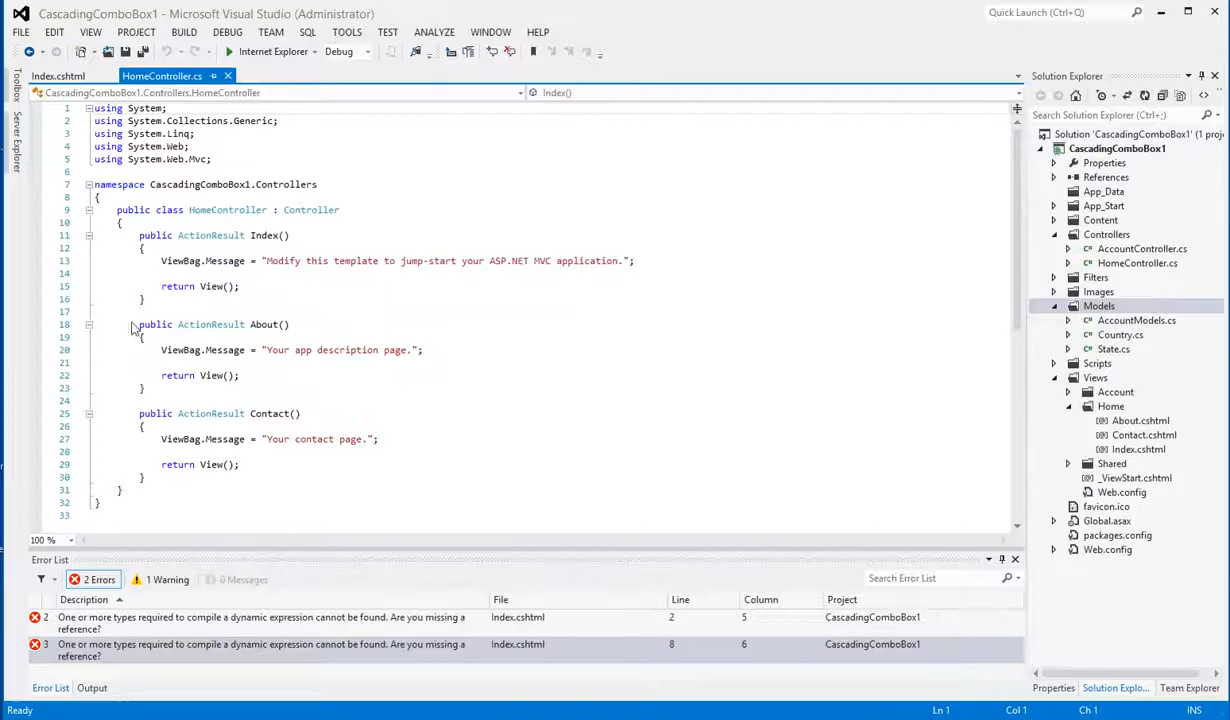 CascadingComboBox1 - Microsoft Visual Studio (Administrator)
Quick Launch (Ctrl+Q)
FILE EDIT VIEW PROJECT BUILD DEBUG TEAM SQL TOOLS TEST ANALYZE WINDOW HELP
Internet Explorer Debug
Toolbox
Server Explorer
Index.cshtml HomeController.cs
CascadingComboBox1.Controllers.HomeController Index()
1 using System;
2 using System.Collections.Generic;
3 using System.Linq;
4 using System.Web;
5 using System.Web.Mvc;
6
7 namespace CascadingComboBox1.Controllers
8 {
9 public class HomeController : Controller
10 {
11 public ActionResult Index()
12 {
13 ViewBag.Message = "Modify this template to jump-start your ASP.NET MVC application.";
14
15 return View();
16 }
17
18 public ActionResult About()
19 {
20 ViewBag.Message = "Your app description page.";
21
22 return View();
23 }
24
25 public ActionResult Contact()
26 {
27 ViewBag.Message = "Your contact page.";
28
29 return View();
30 }
31 }
32 }
33
100 %
Solution Explorer
Search Solution Explorer (Ctrl+;)
Solution 'CascadingComboBox1' (1 proj
CascadingComboBox1
Properties
References
App_Data
App_Start
Content
Controllers
AccountController.cs
HomeController.cs
Filters
Images
Models
AccountModels.cs
Country.cs
State.cs
Scripts
Views
Account
Home
About.cshtml
Contact.cshtml
Index.cshtml
Shared
_ViewStart.cshtml
Web.config
favicon.ico
Global.asax
packages.config
Web.config
Error List
2 Errors 1 Warning 0 Messages Search Error List
Description File Line Column Project
2 One or more types required to compile a dynamic expression cannot be found. Are you missing a Index.cshtml 2 5 CascadingComboBox1
reference?
3 One or more types required to compile a dynamic expression cannot be found. Are you missing a Index.cshtml 8 6 CascadingComboBox1
reference?
Error List Output
Properties Solution Explo... Team Explorer
Ready Ln 1 Col 1 Ch 1 INS